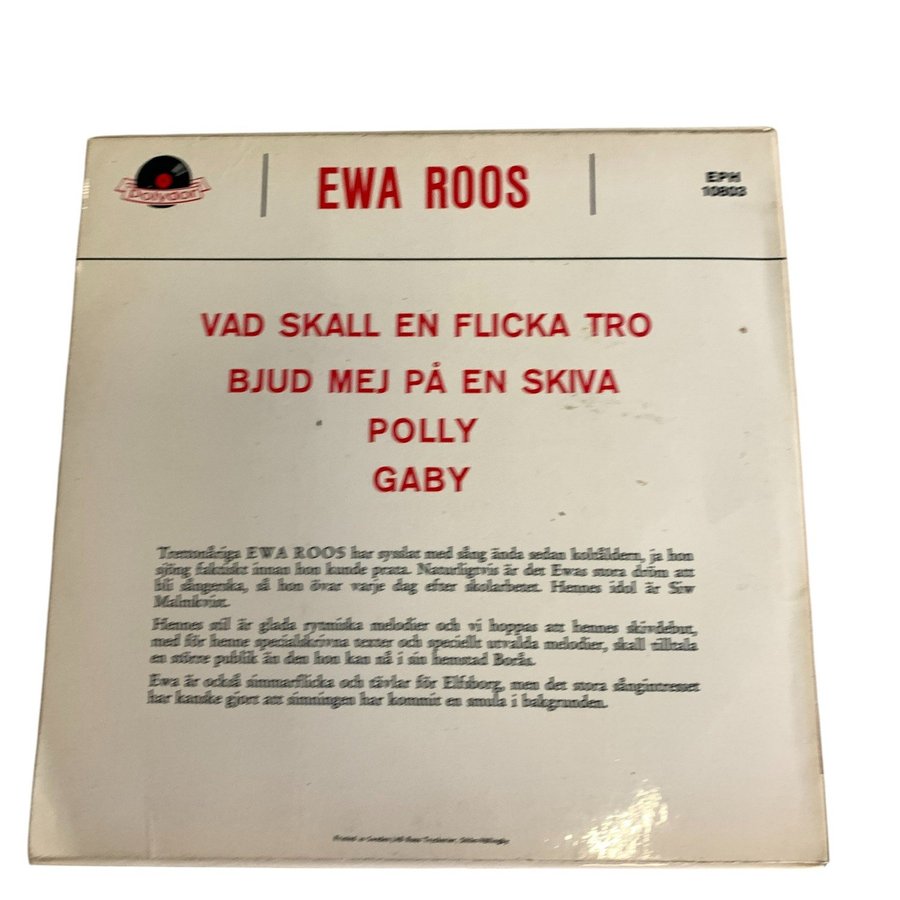 Polydor
EWA ROOS
EPH
10803
VAD SKALL EN FLICKA TRO
BJUD MEJ PÅ EN SKIVA
POLLY
GABY
Trettonåriga EWA ROOS har sysslat med sång ända sedan koltåldern, ja hon
sjöng faktiskt innan hon kunde prata. Naturligtvis är det Ewas stora dröm att
bli sångerska, så hon övar varje dag efter skolarbetet. Hennes idol är Siw
Malmkvist.
Hennes stil är glada rytmiska melodier och vi hoppas att hennes skivdebut,
med för henne specialskrivna texter och speciellt utvalda melodier, skall tilltala
en större publik än den hon kan nå i sin hemstad Borås.
Ewa är också simmarflicka och tävlar för Elfsborg, men det stora sångintresset
har kanske gjort att simningen har kommit en smula i bakgrunden.
Printed in Sweden